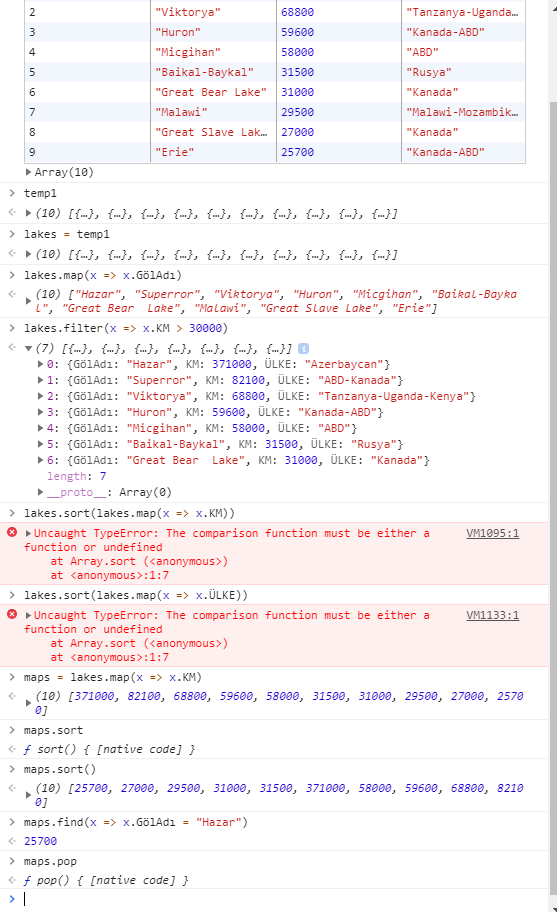 2 "Viktorya" 68800 "Tanzanya-Uganda…
3 "Huron" 59600 "Kanada-ABD"
4 "Micgihan" 58000 "ABD"
5 "Baikal-Baykal" 31500 "Rusya"
6 "Great Bear  Lake" 31000 "Kanada"
7 "Malawi" 29500 "Malawi-Mozambik…
8 "Great Slave Lak… 27000 "Kanada"
9 "Erie" 25700 "Kanada-ABD"
▶Array(10)
> temp1
▶(10) [{…}, {…}, {…}, {…}, {…}, {…}, {…}, {…}, {…}, {…}]
> lakes = temp1
▶(10) [{…}, {…}, {…}, {…}, {…}, {…}, {…}, {…}, {…}, {…}]
> lakes.map(x => x.GölAdı)
▶(10) ["Hazar", "Superror", "Viktorya", "Huron", "Micgihan", "Baikal-Bayka
l", "Great Bear  Lake", "Malawi", "Great Slave Lake", "Erie"]
> lakes.filter(x => x.KM > 30000)
▼(7) [{…}, {…}, {…}, {…}, {…}, {…}, {…}] i
▶0: {GölAdı: "Hazar", KM: 371000, ÜLKE: "Azerbaycan"}
▶1: {GölAdı: "Superror", KM: 82100, ÜLKE: "ABD-Kanada"}
▶2: {GölAdı: "Viktorya", KM: 68800, ÜLKE: "Tanzanya-Uganda-Kenya"}
▶3: {GölAdı: "Huron", KM: 59600, ÜLKE: "Kanada-ABD"}
▶4: {GölAdı: "Micgihan", KM: 58000, ÜLKE: "ABD"}
▶5: {GölAdı: "Baikal-Baykal", KM: 31500, ÜLKE: "Rusya"}
▶6: {GölAdı: "Great Bear  Lake", KM: 31000, ÜLKE: "Kanada"}
length: 7
▶__proto__: Array(0)
> lakes.sort(lakes.map(x => x.KM))
▶Uncaught TypeError: The comparison function must be either a VM1095:1
function or undefined
at Array.sort (<anonymous>)
at <anonymous>:1:7
> lakes.sort(lakes.map(x => x.ÜLKE))
▶Uncaught TypeError: The comparison function must be either a VM1133:1
function or undefined
at Array.sort (<anonymous>)
at <anonymous>:1:7
> maps = lakes.map(x => x.KM)
▶(10) [371000, 82100, 68800, 59600, 58000, 31500, 31000, 29500, 27000, 2570
0]
> maps.sort
ƒ sort() { [native code] }
> maps.sort()
▶(10) [25700, 27000, 29500, 31000, 31500, 371000, 58000, 59600, 68800, 8210
0]
> maps.find(x => x.GölAdı = "Hazar")
25700
> maps.pop
ƒ pop() { [native code] }
>